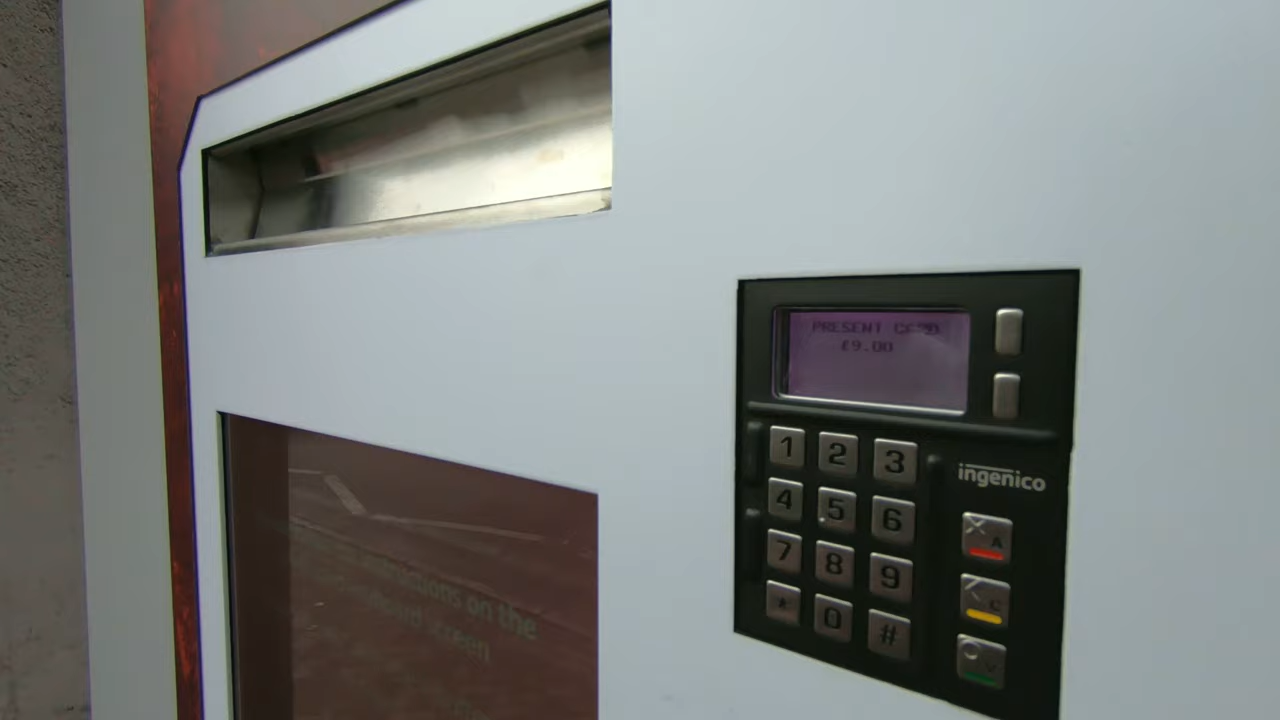 PRESENT CARD
£9.00
1 2 3
ingenico
4 5 6
X A
7 8 9
< C
* 0 #
O V
on the
screen